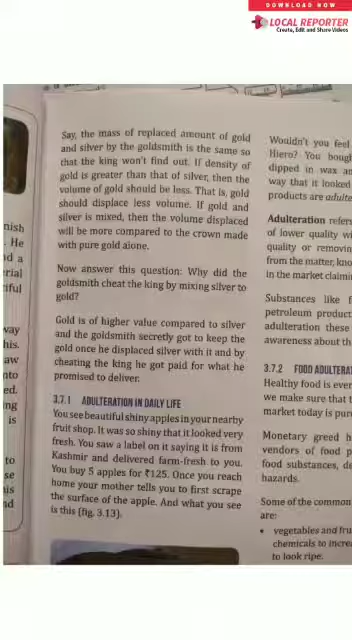 DOWNLOAD NOW
LOCAL REPORTER
Create, Edit and Share Videos
nish
. He
nd a
rial
tiful
way
his.
aw
nto
ed.
ing
is
to
se
his
nd
Say, the mass of replaced amount of gold
and silver by the goldsmith is the same so
that the king won't find out. If density of
gold is greater than that of silver, then the
volume of gold should be less. That is, gold
should displace less volume. If gold and
silver is mixed, then the volume displaced
will be more compared to the crown made
with pure gold alone.
Now answer this question: Why did the
goldsmith cheat the king by mixing silver to
gold?
Gold is of higher value compared to silver
and the goldsmith secretly got to keep the
gold once he displaced silver with it and by
cheating the king he got paid for what he
promised to deliver.
3.7.1 ADULTERATION IN DAILY LIFE
You see beautiful shiny apples in your nearby
fruit shop. It was so shiny that it looked very
fresh. You saw a label on it saying it is from
Kashmir and delivered farm-fresh to you.
You buy 5 apples for ₹125. Once you reach
home your mother tells you to first scrape
the surface of the apple. And what you see
is this (fig. 3.13).
Wouldn't you feel
Hiero? You bough
dipped in wax an
way that it looked
products are adulte
Adulteration refers
of lower quality wi
quality or removin
from the matter, kno
in the market claimi
Substances like f
petroleum product
adulteration these
awareness about th
3.7.2 FOOD ADULTERAT
Healthy food is ever
we make sure that t
market today is pure
Monetary greed h
vendors of food p
food substances, de
hazards.
Some of the common
are:
• vegetables and fru
chemicals to increa
to look ripe.